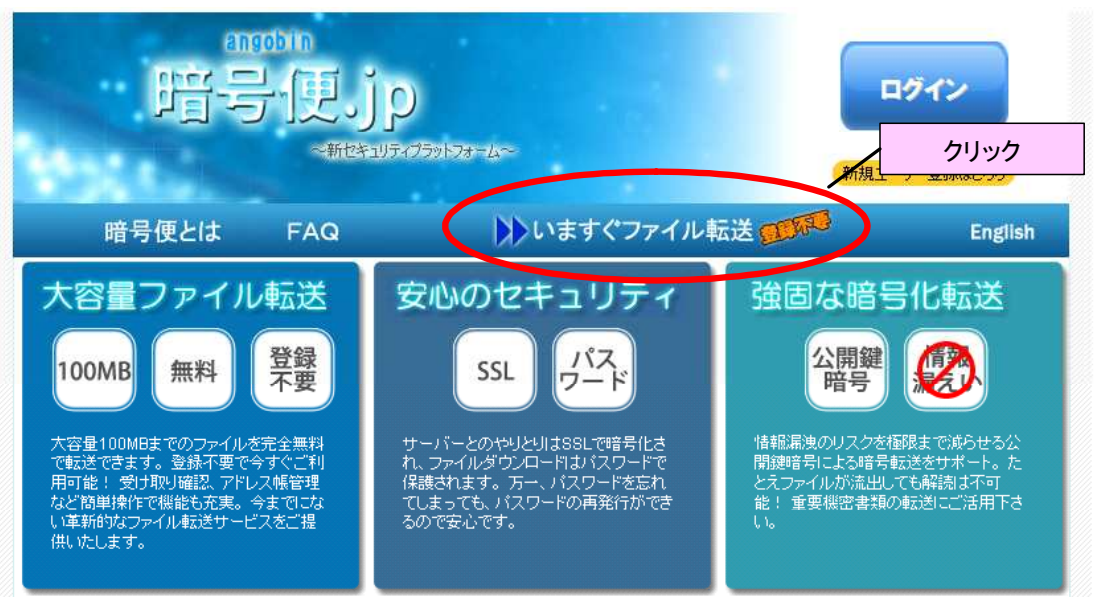 angobin
暗号便.jp
～新セキュリティプラットフォーム～
ログイン
クリック
暗号便とは
FAQ
いますぐファイル転送 登録不要
English
大容量ファイル転送
100MB
無料
登録
不要
大容量100MBまでのファイルを完全無料
で転送できます。登録不要で今すぐご利
用可能！ 受け取り確認、アドレス帳管理
など簡単操作で機能も充実。今までにな
い革新的なファイル転送サービスをご提
供いたします。
安心のセキュリティ
SSL
パス
ワード
サーバーとのやりとりはSSLで暗号化さ
れ、ファイルダウンロードはパスワードで
保護されます。万一、パスワードを忘れ
てしまっても、パスワードの再発行ができ
るので安心です。
強固な暗号化転送
公開鍵
暗号
情報
漏えい
情報漏洩のリスクを極限まで減らせる公
開鍵暗号による暗号転送をサポート。た
とえファイルが流出しても解読は不可
能！ 重要機密書類の転送にご活用下さ
い。